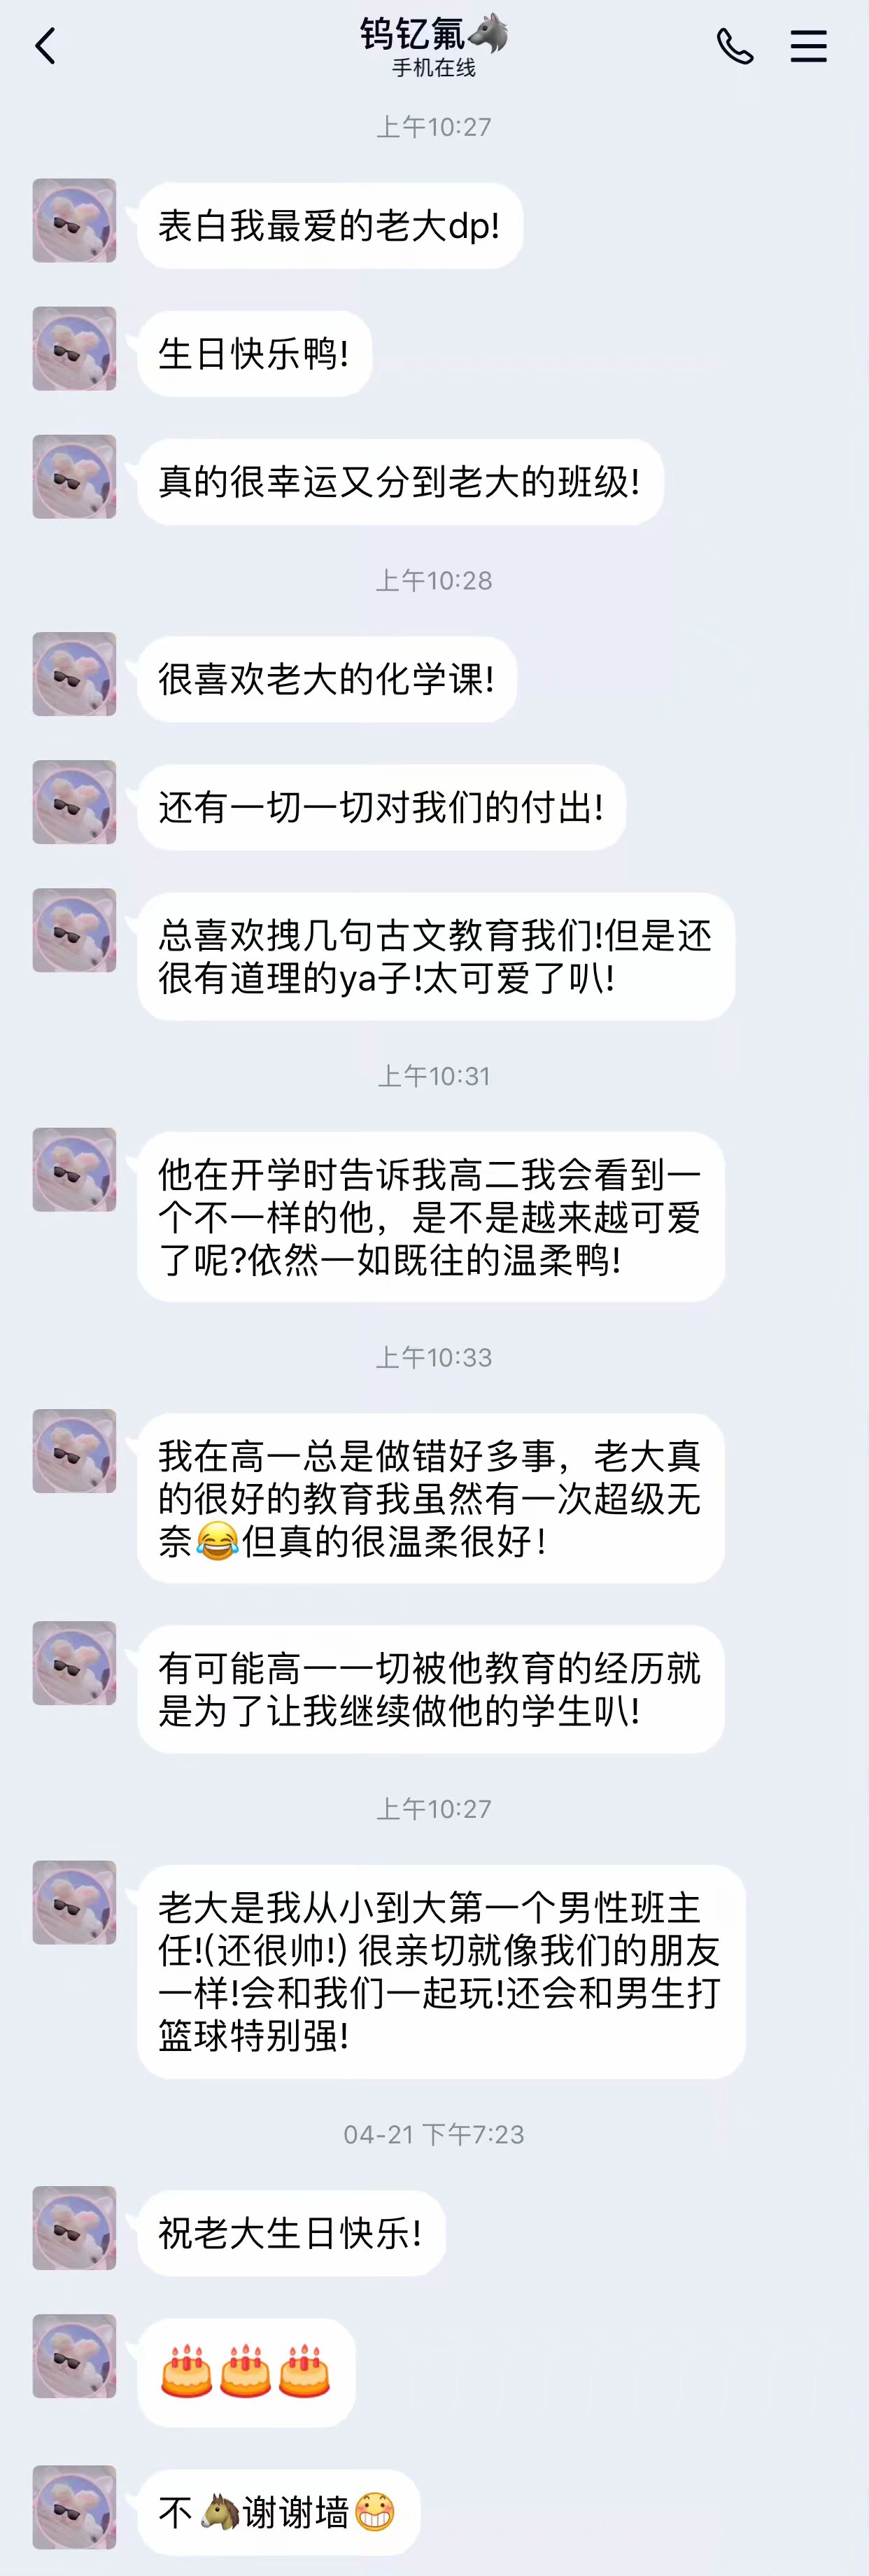 钨钇氟🐺
手机在线
上午10:27
表白我最爱的老大dp!
生日快乐鸭!
真的很幸运又分到老大的班级!
上午10:28
很喜欢老大的化学课!
还有一切一切对我们的付出!
总喜欢拽几句古文教育我们!但是还
很有道理的ya子!太可爱了叭!
上午10:31
他在开学时告诉我高二我会看到一
个不一样的他，是不是越来越可爱
了呢?依然一如既往的温柔鸭!
上午10:33
我在高一总是做错好多事，老大真
的很好的教育我虽然有一次超级无
奈😂但真的很温柔很好！
有可能高一一切被他教育的经历就
是为了让我继续做他的学生叭!
上午10:27
老大是我从小到大第一个男性班主
任!(还很帅!) 很亲切就像我们的朋友
一样!会和我们一起玩!还会和男生打
篮球特别强!
04-21 下午7:23
祝老大生日快乐!
🎂🎂🎂
不🐴谢谢墙😬